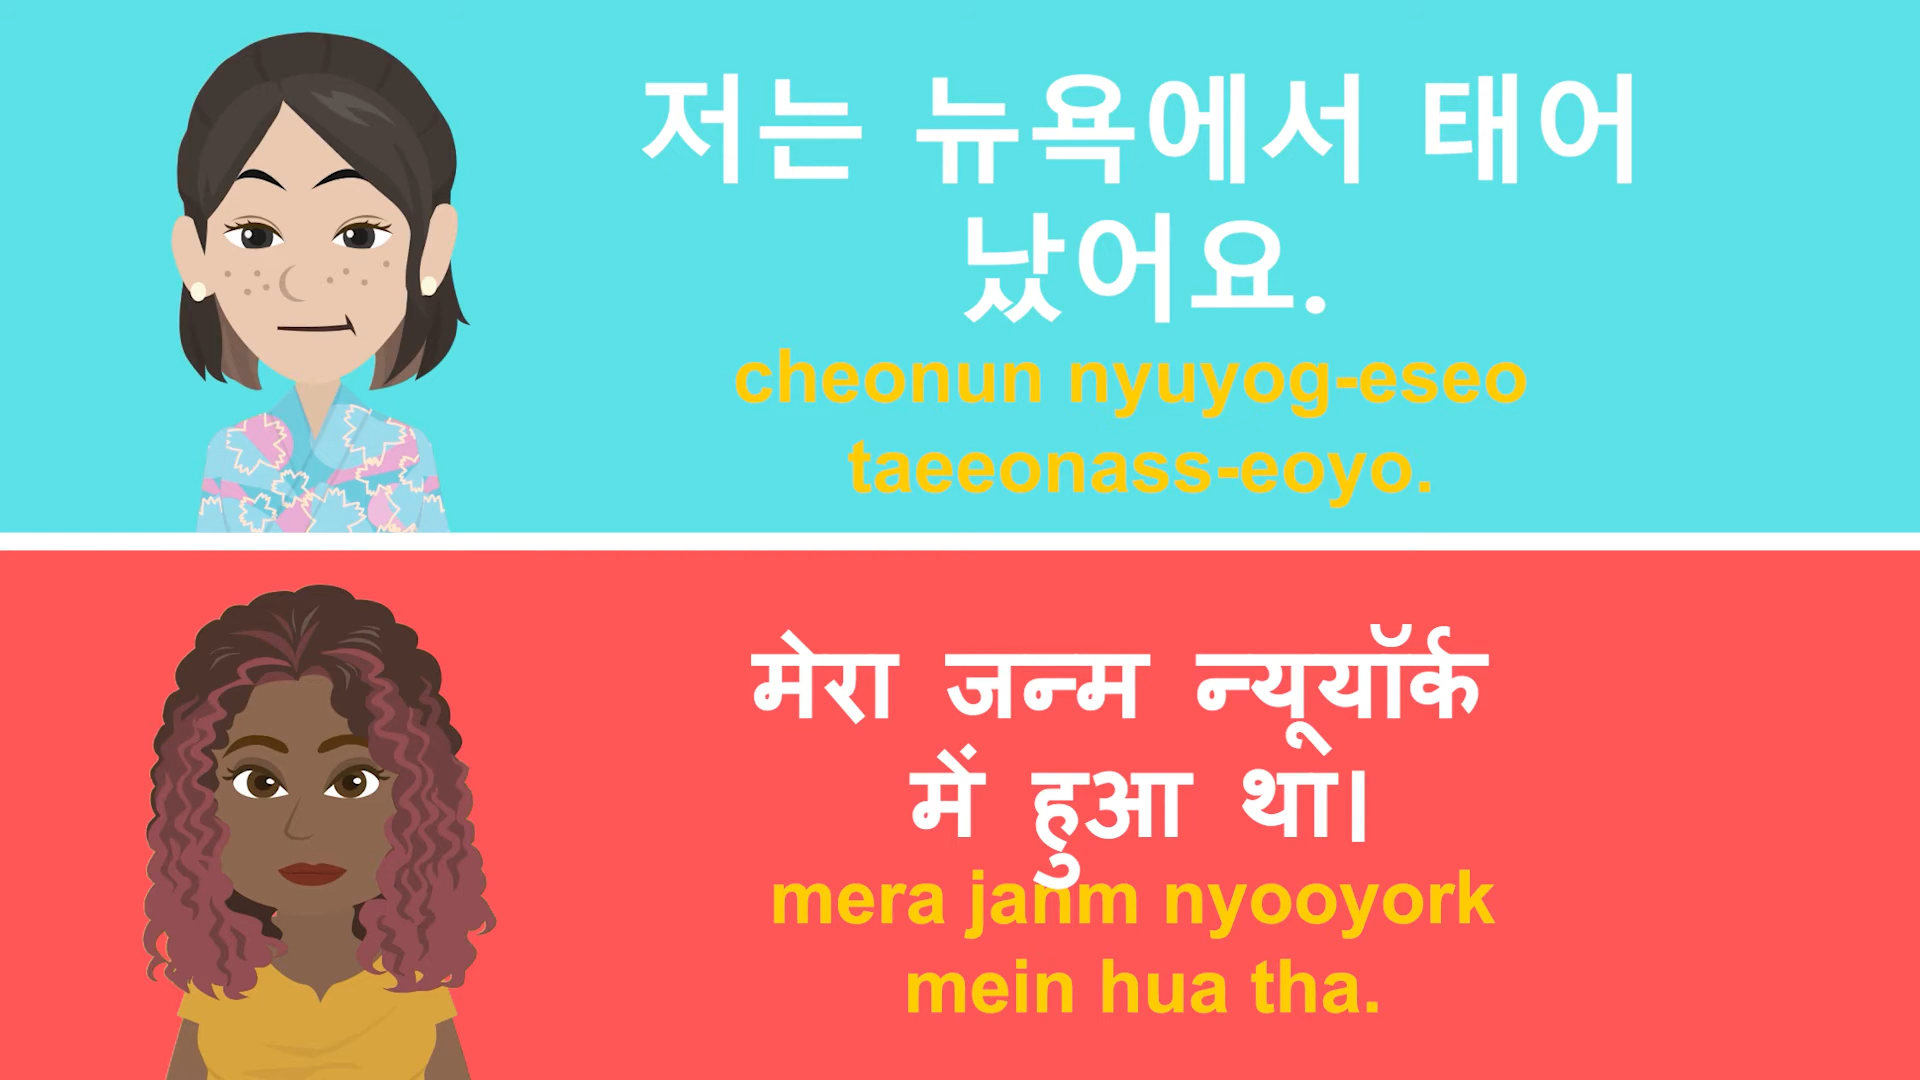 저는 뉴욕에서 태어
났어요.
cheonun nyuyog-eseo
taeeonass-eoyo.
मेरा जन्म न्यूयॉर्क
में हुआ था।
mera janm nyooyork
mein hua tha.